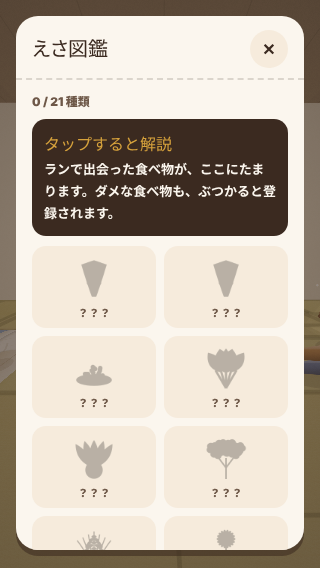 えさ図鑑
×
0 / 21種類
タップすると解説
ランで出会った食べ物が、ここにたま
ります。ダメな食べ物も、ぶつかると登
録されます。
? ? ?
? ? ?
? ? ?
? ? ?
? ? ?
? ? ?